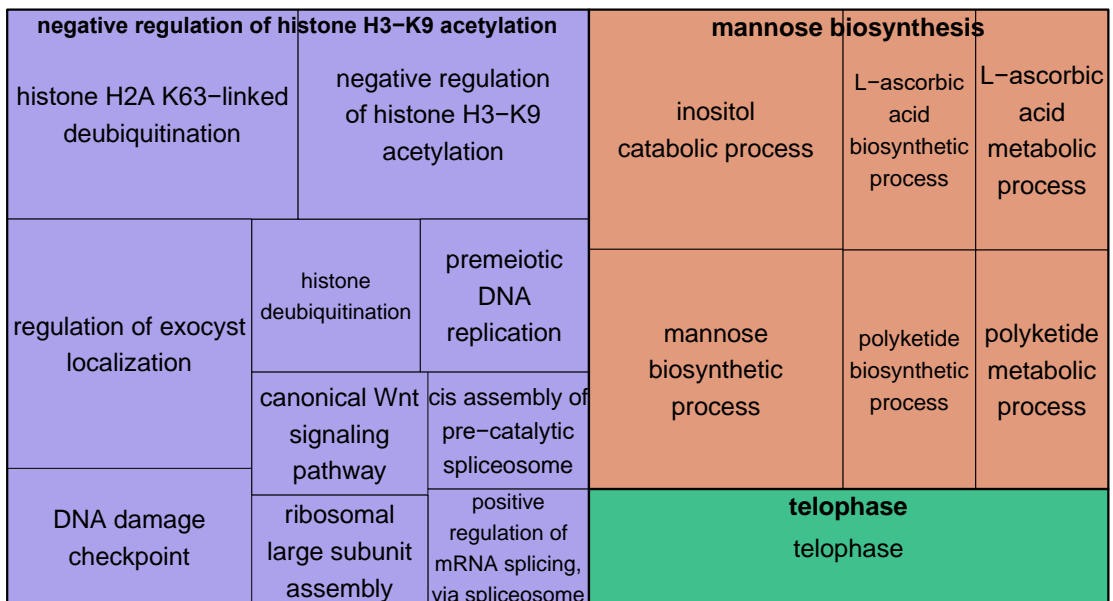 negative regulation of histone H3−K9 acetylation
histone H2A K63−linked
deubiquitination
negative regulation
of histone H3−K9
acetylation
regulation of exocyst
localization
histone
deubiquitination
premeiotic
DNA
replication
canonical Wnt
signaling
pathway
cis assembly of
pre−catalytic
spliceosome
DNA damage
checkpoint
ribosomal
large subunit
assembly
positive
regulation of
mRNA splicing,
via spliceosome
mannose biosynthesis
inositol
catabolic process
L−ascorbic
acid
biosynthetic
process
L−ascorbic
acid
metabolic
process
mannose
biosynthetic
process
polyketide
biosynthetic
process
polyketide
metabolic
process
telophase
telophase